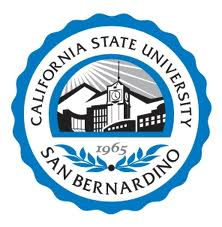 CALIFORNIA STATE UNIVERSITY
1965
SAN BERNARDINO